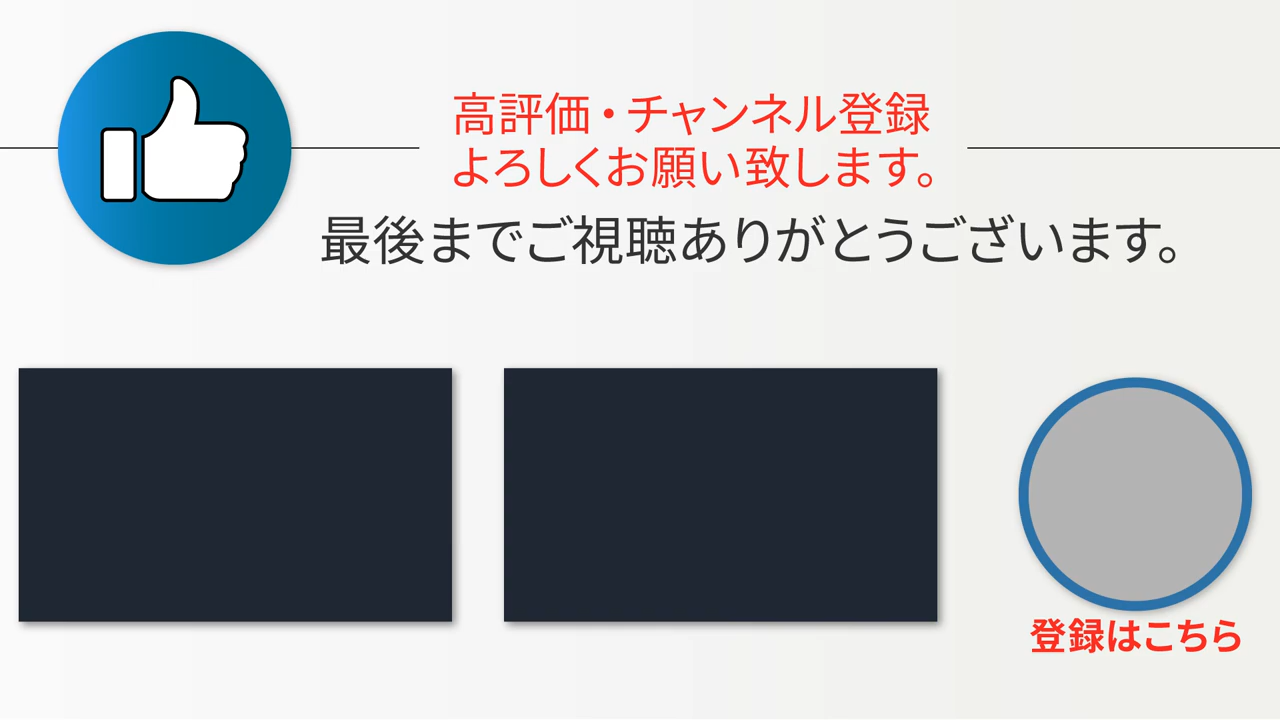 高評価・チャンネル登録
よろしくお願い致します。
最後までご視聴ありがとうございます。
登録はこちら